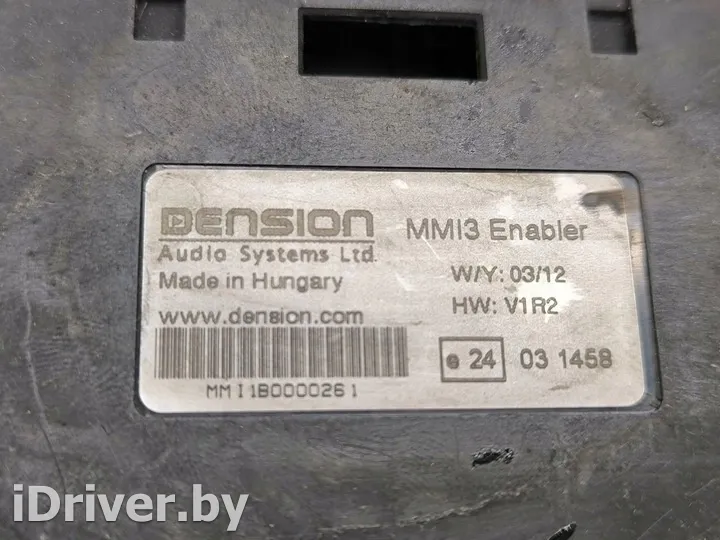 DENSION
Audio Systems Ltd.
Made in Hungary
www.dension.com
MMI1B0000261
MMI3 Enabler
W/Y: 03/12
HW: V1R2
e 24 03 1458
iDriver.by